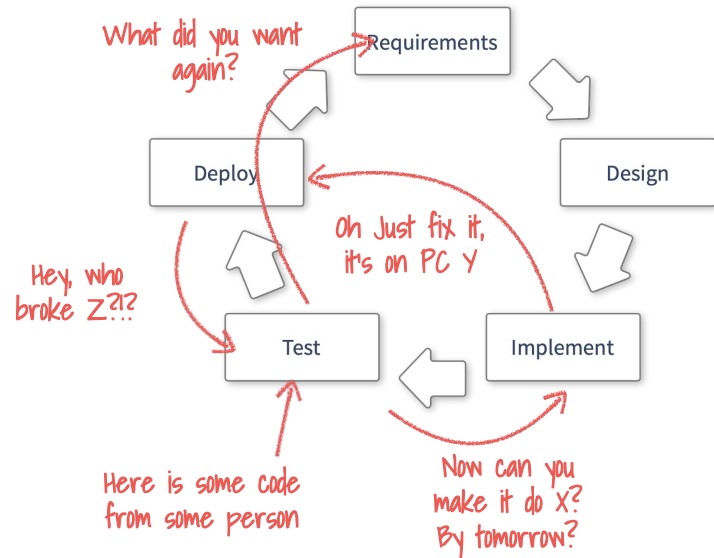 What did you want
again?
Requirements
Deploy
Design
Oh Just fix it,
it's on PC Y
Hey, who
broke Z?!?
Test
Implement
Here is some code
from some person
Now can you
make it do X?
By tomorrow?